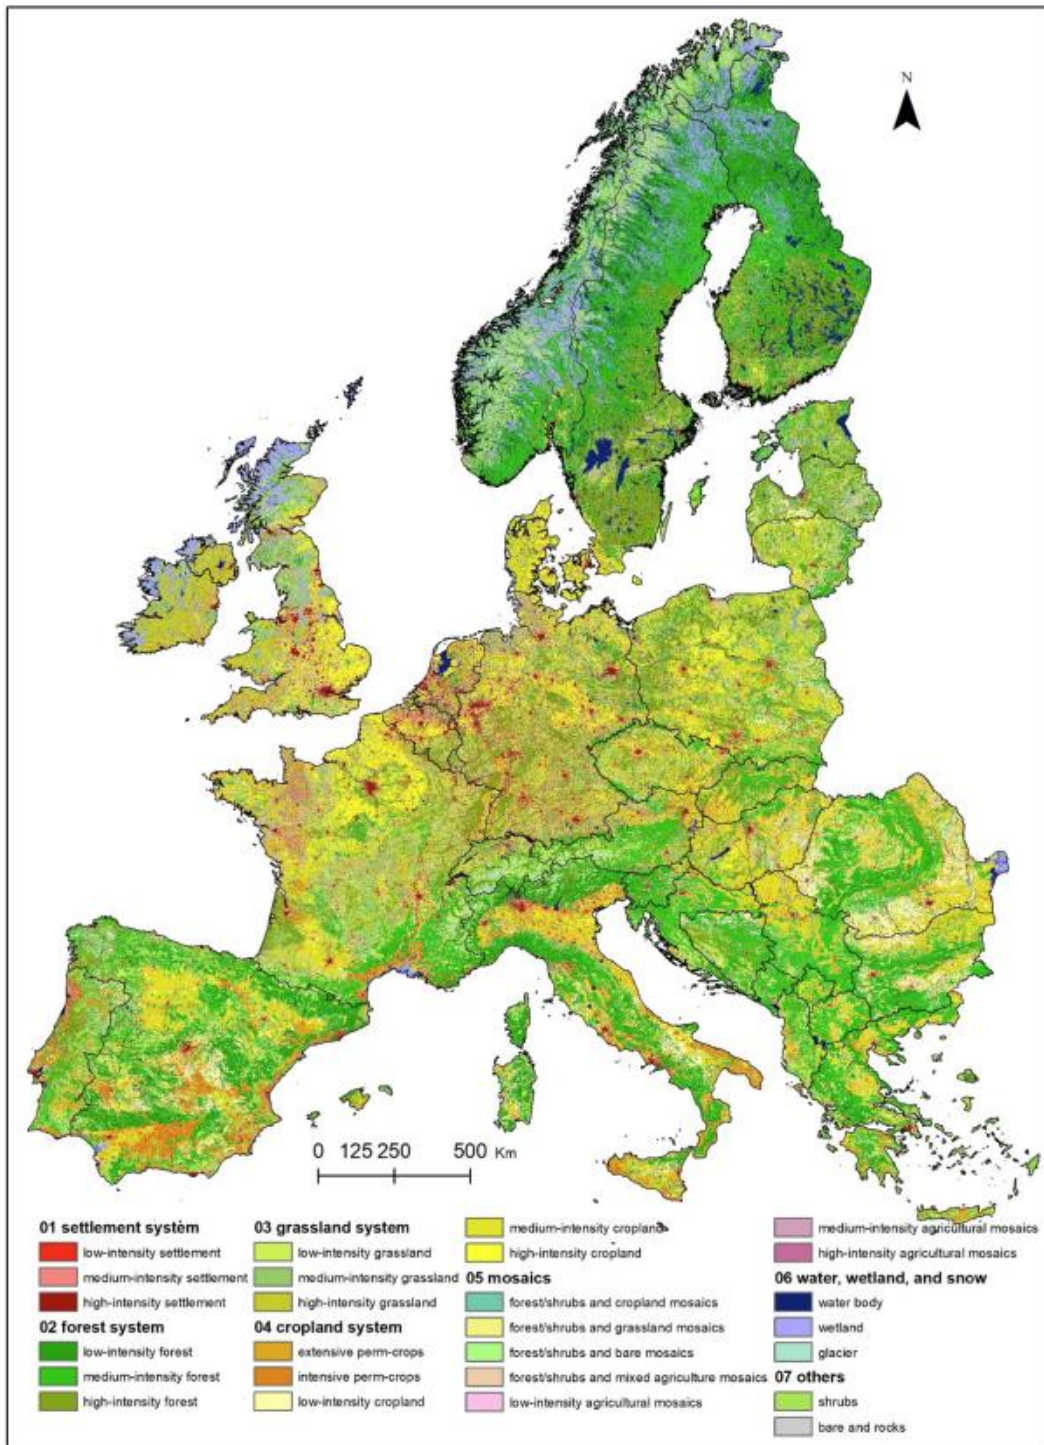 N
0 125 250 500 Km
01 settlement system
low-intensity settlement
medium-intensity settlement
high-intensity settlement
02 forest system
low-intensity forest
medium-intensity forest
high-intensity forest
03 grassland system
low-intensity grassland
medium-intensity grassland
high-intensity grassland
04 cropland system
extensive perm-crops
intensive perm-crops
low-intensity cropland
medium-intensity cropland
high-intensity cropland
05 mosaics
forest/shrubs and cropland mosaics
forest/shrubs and grassland mosaics
forest/shrubs and bare mosaics
forest/shrubs and mixed agriculture mosaics
low-intensity agricultural mosaics
medium-intensity agricultural mosaics
high-intensity agricultural mosaics
06 water, wetland, and snow
water body
wetland
glacier
07 others
shrubs
bare and rocks